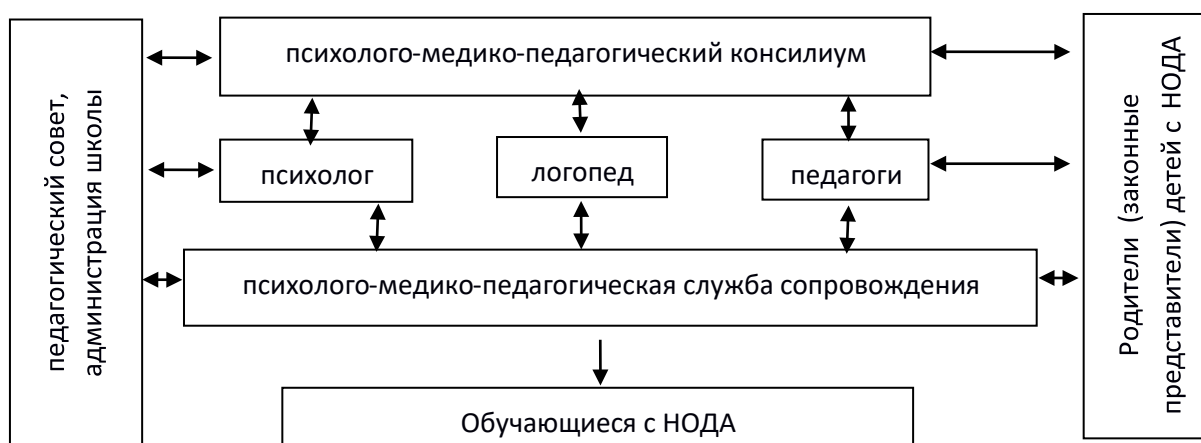 педагогический совет,
администрация школы
психолого-медико-педагогический консилиум
психолог
логопед
педагоги
психолого-медико-педагогическая служба сопровождения
Обучающиеся с НОДА
Родители (законные
представители) детей с НОДА